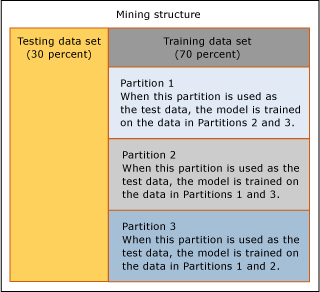 Mining structure
Testing data set
(30 percent)
Training data set
(70 percent)
Partition 1
When this partition is used as
the test data, the model is trained
on the data in Partitions 2 and 3.
Partition 2
When this partition is used as the
test data, the model is trained on
the data in Partitions 1 and 3.
Partition 3
When this partition is used as the
test data, the model is trained on
the data in Partitions 1 and 2.